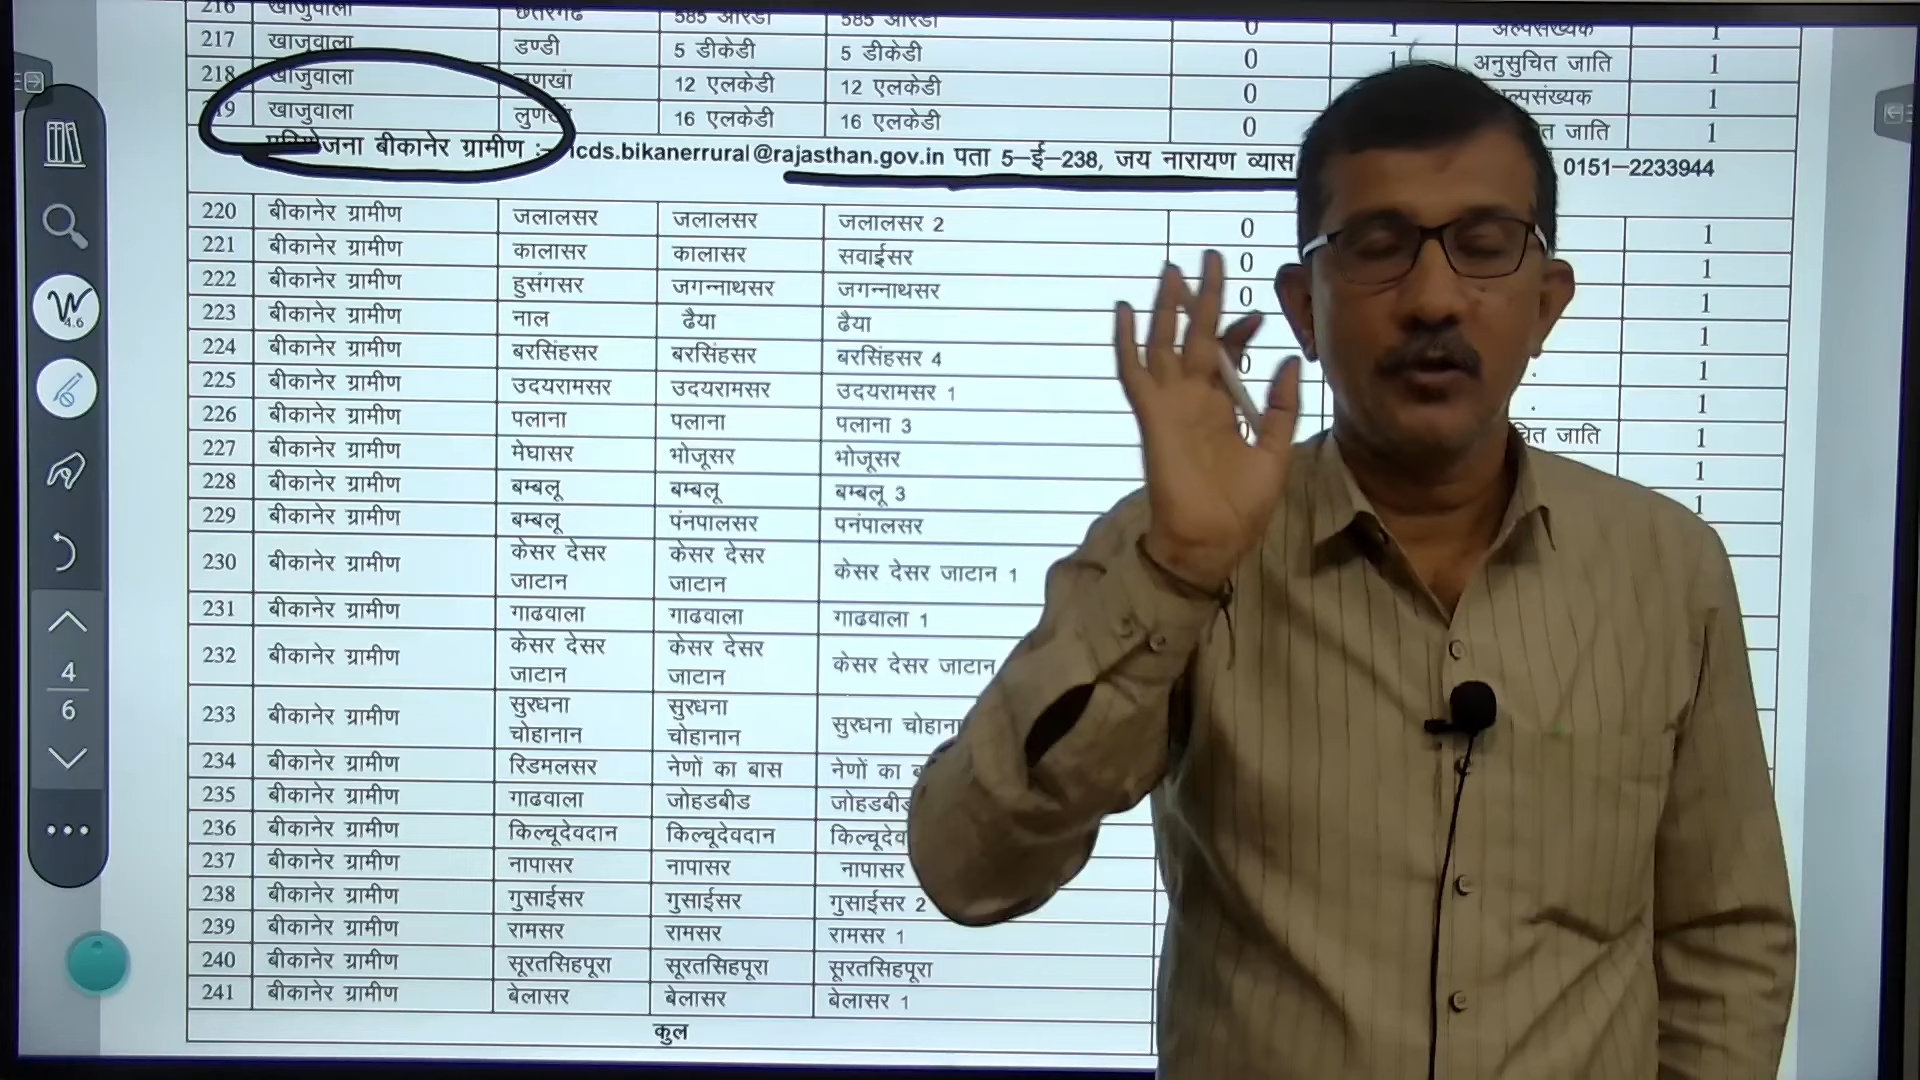 216 खाजुवाला छतरगढ 585 आरडी 585 आरडी 0 1 अल्पसंख्यक 1
217 खाजुवाला डण्डी 5 डीकेडी 5 डीकेडी 0 1 अनुसुचित जाति 1
218 खाजुवाला लुणखां 12 एलकेडी 12 एलकेडी 0 ल्पसंख्यक 1
19 खाजुवाला लुणखां 16 एलकेडी 16 एलकेडी 0 त जाति 1
परियोजना बीकानेर ग्रामीण :- icds.bikanerrural@rajasthan.gov.in पता 5–ई–238, जय नारायण व्यास 0151–2233944
220 बीकानेर ग्रामीण जलालसर जलालसर जलालसर 2 0 1
221 बीकानेर ग्रामीण कालासर कालासर सवाईसर 0 1
222 बीकानेर ग्रामीण हुसंगसर जगन्नाथसर जगन्नाथसर 0 1
223 बीकानेर ग्रामीण नाल ढैया ढैया 1
224 बीकानेर ग्रामीण बरसिंहसर बरसिंहसर बरसिंहसर 4 0 . 1
225 बीकानेर ग्रामीण उदयरामसर उदयरामसर उदयरामसर 1 . 1
226 बीकानेर ग्रामीण पलाना पलाना पलाना 3 0 चित जाति 1
227 बीकानेर ग्रामीण मेघासर भोजूसर भोजूसर 1
228 बीकानेर ग्रामीण बम्बलू बम्बलू बम्बलू 3 1
229 बीकानेर ग्रामीण बम्बलू पंनपालसर पनंपालसर
230 बीकानेर ग्रामीण केसर देसर जाटान केसर देसर जाटान केसर देसर जाटान 1
231 बीकानेर ग्रामीण गाढवाला गाढवाला गाढवाला 1
232 बीकानेर ग्रामीण केसर देसर जाटान केसर देसर जाटान केसर देसर जाटान
233 बीकानेर ग्रामीण सुरधना चोहानान सुरधना चोहानान सुरधना चोहान
234 बीकानेर ग्रामीण रिडमलसर नेणों का बास नेणों का ब
235 बीकानेर ग्रामीण गाढवाला जोहडबीड जोहडबीड
236 बीकानेर ग्रामीण किल्चूदेवदान किल्चूदेवदान किल्चूदेव
237 बीकानेर ग्रामीण नापासर नापासर नापासर
238 बीकानेर ग्रामीण गुसाईसर गुसाईसर गुसाईसर 2
239 बीकानेर ग्रामीण रामसर रामसर रामसर 1
240 बीकानेर ग्रामीण सूरतसिहपूरा सूरतसिहपूरा सूरतसिहपूरा
241 बीकानेर ग्रामीण बेलासर बेलासर बेलासर 1
कुल
4.6
4
6